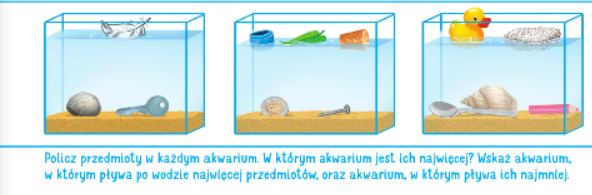 Policz przedmioty w każdym akwarium. W którym akwarium jest ich najwięcej? Wskaż akwarium,
w którym pływa po wodzie najwięcej przedmiotów, oraz akwarium, w którym pływa ich najmniej.